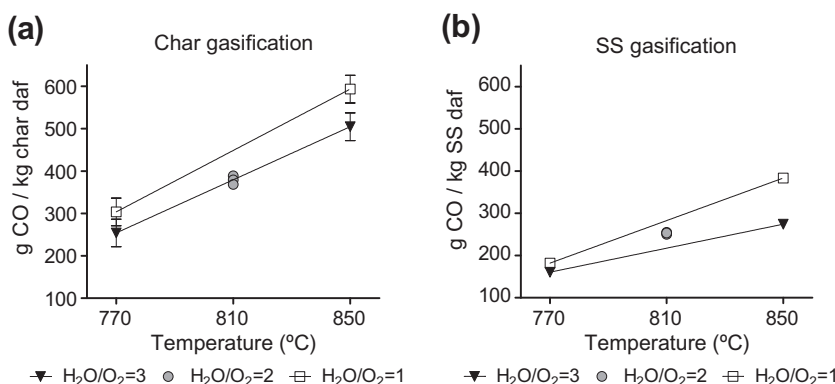 (a)
Char gasification
g CO / kg char daf
600
500
400
300
200
100
770
810
850
Temperature (ºC)
H₂O/O₂=3
H₂O/O₂=2
H₂O/O₂=1
(b)
SS gasification
g CO / kg SS daf
600
500
400
300
200
100
770
810
850
Temperature (ºC)
H₂O/O₂=3
H₂O/O₂=2
H₂O/O₂=1